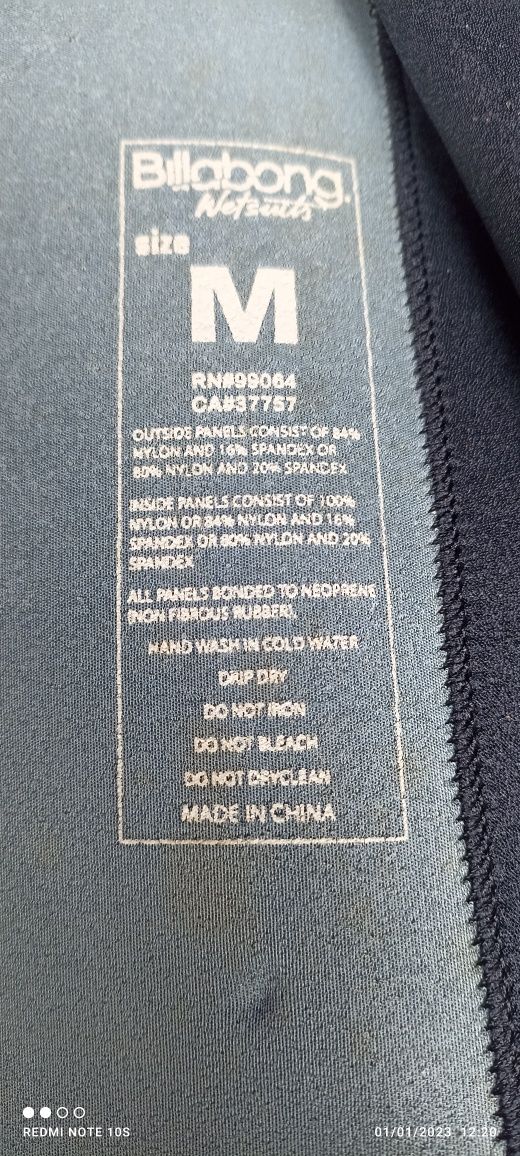 Billabong.
Wetsuits
size
M
RN#99064
CA#37757
OUTSIDE PANELS CONSIST OF 84%
NYLON AND 16% SPANDEX OR
80% NYLON AND 20% SPANDEX
INSIDE PANELS CONSIST OF 100%
NYLON OR 84% NYLON AND 16%
SPANDEX OR 80% NYLON AND 20%
SPANDEX
ALL PANELS BONDED TO NEOPRENE
(NON FIBROUS RUBBER).
HAND WASH IN COLD WATER
DRIP DRY
DO NOT IRON
DO NOT BLEACH
DO NOT DRYCLEAN
MADE IN CHINA
REDMI NOTE 10S
01/01/2023 12:20